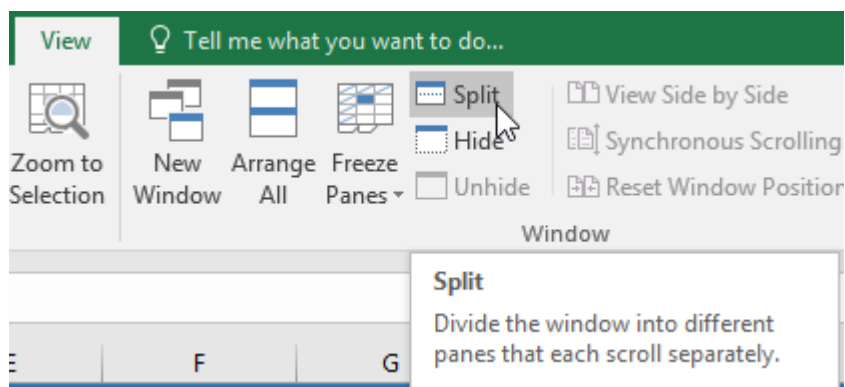 View
Tell me what you want to do...
Zoom to
Selection
New
Window
Arrange
All
Freeze
Panes
Split
Hide
Unhide
View Side by Side
Synchronous Scrolling
Reset Window Position
Window
Split
Divide the window into different
panes that each scroll separately.
E
F
G